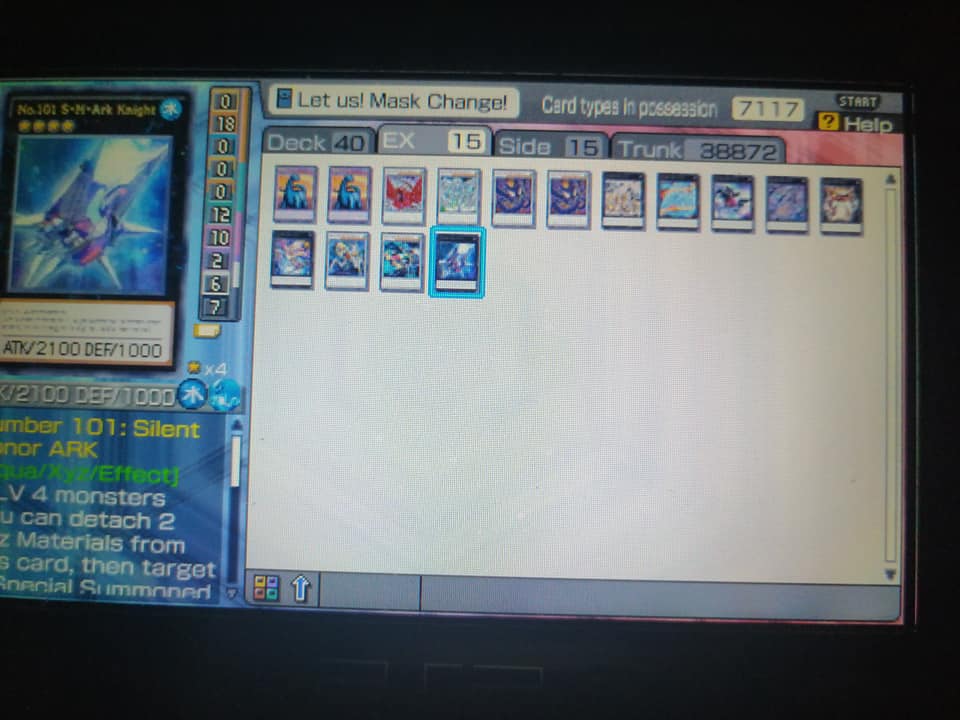 No.101 S·H·Ark Knight 水
ATK/2100 DEF/1000
0
18
0
0
0
12
10
2
6
7
x4
K/2100 DEF/1000 水
umber 101: Silent
onor ARK
qua/Xyz/Effect]
LV 4 monsters
u can detach 2
z Materials from
s card, then target
Special Summoned
Let us! Mask Change!
Card types in possession 7117
START
? Help
Deck 40 EX 15 Side 15 Trunk 38872